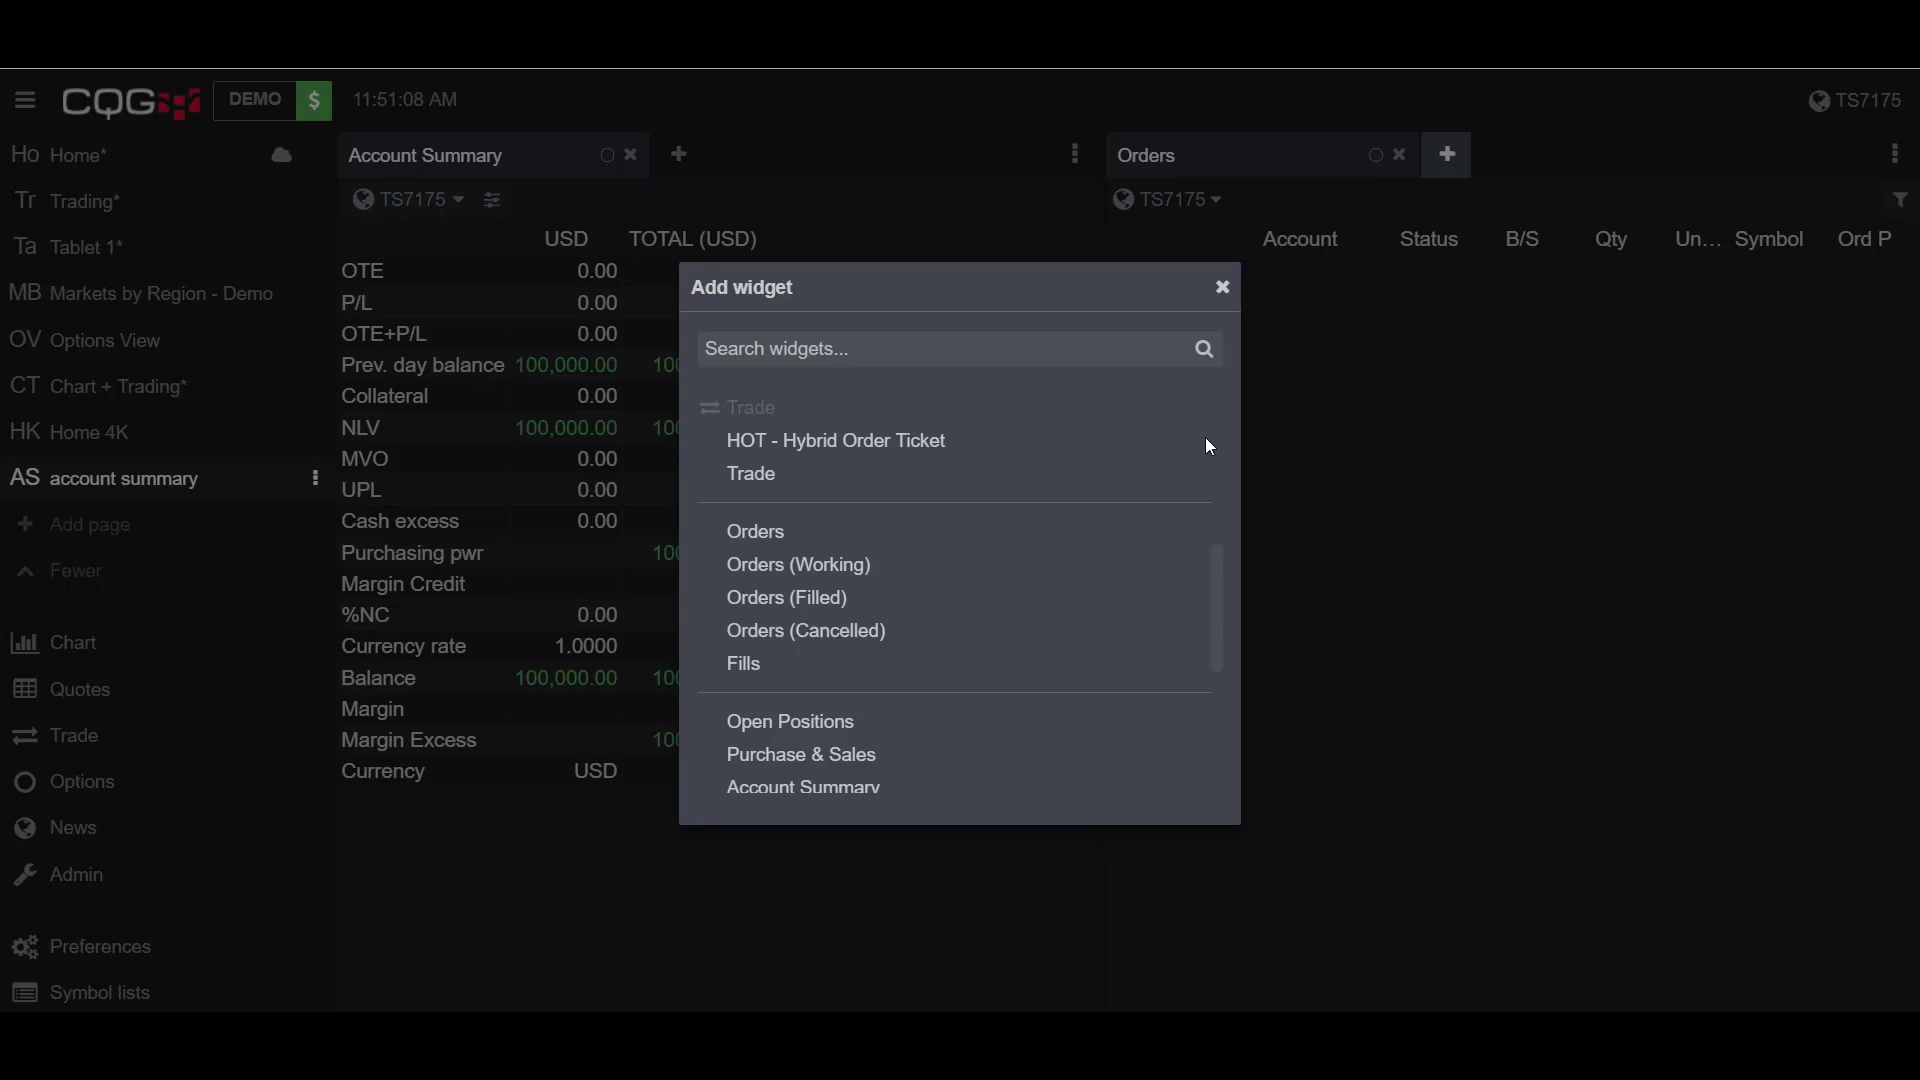 CQG DEMO $ 11:51:08 AM TS7175
Ho Home*
Tr Trading*
Ta Tablet 1*
MB Markets by Region - Demo
OV Options View
CT Chart + Trading*
HK Home 4K
AS account summary
Add page
Fewer
Chart
Quotes
Trade
Options
News
Admin
Preferences
Symbol lists
Account Summary
TS7175
USD TOTAL (USD)
OTE 0.00
P/L 0.00
OTE+P/L 0.00
Prev. day balance 100,000.00 100
Collateral 0.00
NLV 100,000.00 100
MVO 0.00
UPL 0.00
Cash excess 0.00
Purchasing pwr 100
Margin Credit
%NC 0.00
Currency rate 1.0000
Balance 100,000.00 100
Margin
Margin Excess 100
Currency USD
Orders
TS7175
Account Status B/S Qty Un... Symbol Ord P
Add widget
Search widgets...
Trade
HOT - Hybrid Order Ticket
Trade
Orders
Orders (Working)
Orders (Filled)
Orders (Cancelled)
Fills
Open Positions
Purchase & Sales
Account Summary